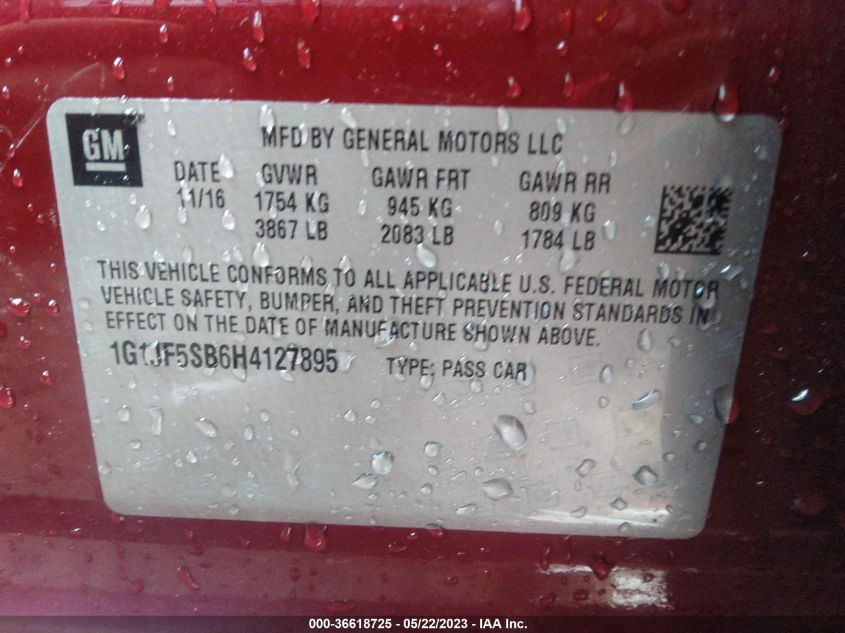 GM
MFD BY GENERAL MOTORS LLC
DATE GVWR GAWR FRT GAWR RR
11/16 1754 KG 945 KG 809 KG
3867 LB 2083 LB 1784 LB
THIS VEHICLE CONFORMS TO ALL APPLICABLE U.S. FEDERAL MOTOR
VEHICLE SAFETY, BUMPER, AND THEFT PREVENTION STANDARDS IN
EFFECT ON THE DATE OF MANUFACTURE SHOWN ABOVE.
1G1JF5SB6H4127895 TYPE: PASS CAR
000-36618725 - 05/22/2023 - IAA Inc.